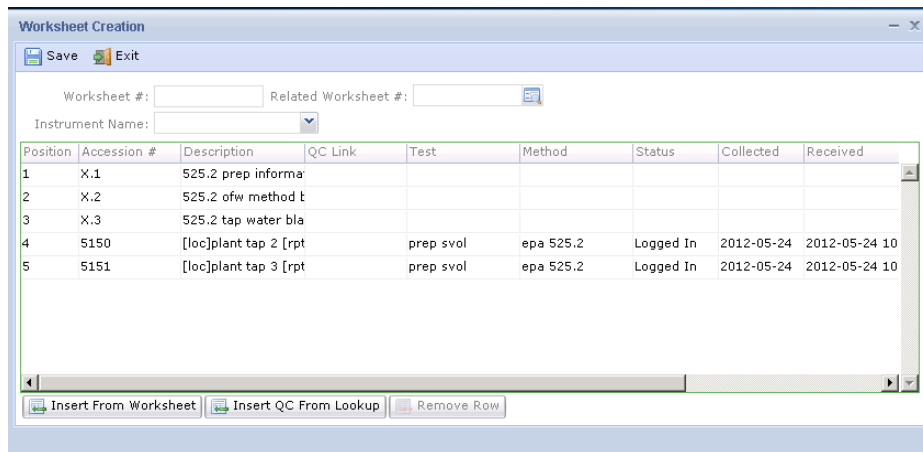 Worksheet Creation
Save Exit
Worksheet #: Related Worksheet #:
Instrument Name:
Position Accession # Description QC Link Test Method Status Collected Received
1 X.1 525.2 prep informa
2 X.2 525.2 ofw method b
3 X.3 525.2 tap water bla
4 5150 [loc]plant tap 2 [rpt prep svol epa 525.2 Logged In 2012-05-24 2012-05-24 10
5 5151 [loc]plant tap 3 [rpt prep svol epa 525.2 Logged In 2012-05-24 2012-05-24 10
Insert From Worksheet Insert QC From Lookup Remove Row